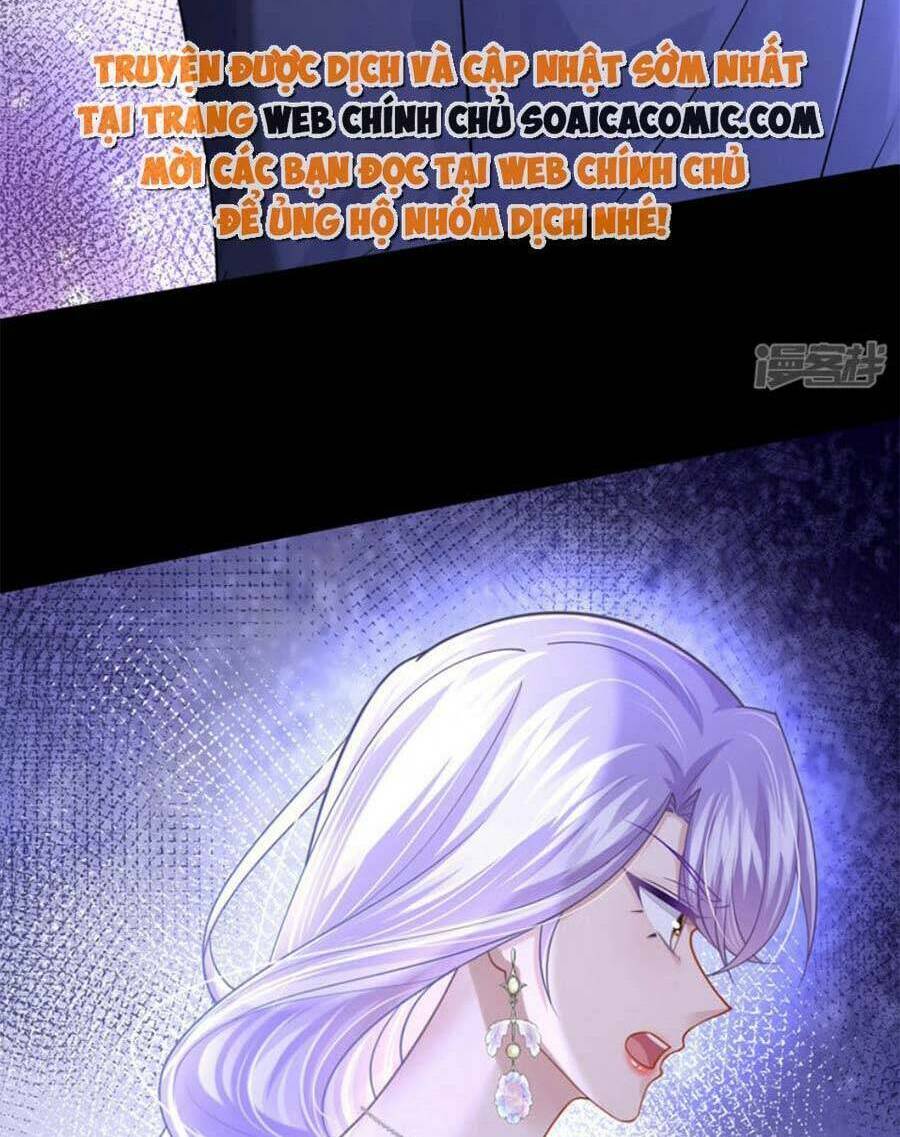 TRUYỆN ĐƯỢC DỊCH VÀ CẬP NHẬT SỚM NHẤT
TẠI TRANG WEB CHÍNH CHỦ SOAICACOMIC.COM
MỜI CÁC BẠN ĐỌC TẠI WEB CHÍNH CHỦ
ĐỂ ỦNG HỘ NHÓM DỊCH NHÉ!
漫客栈